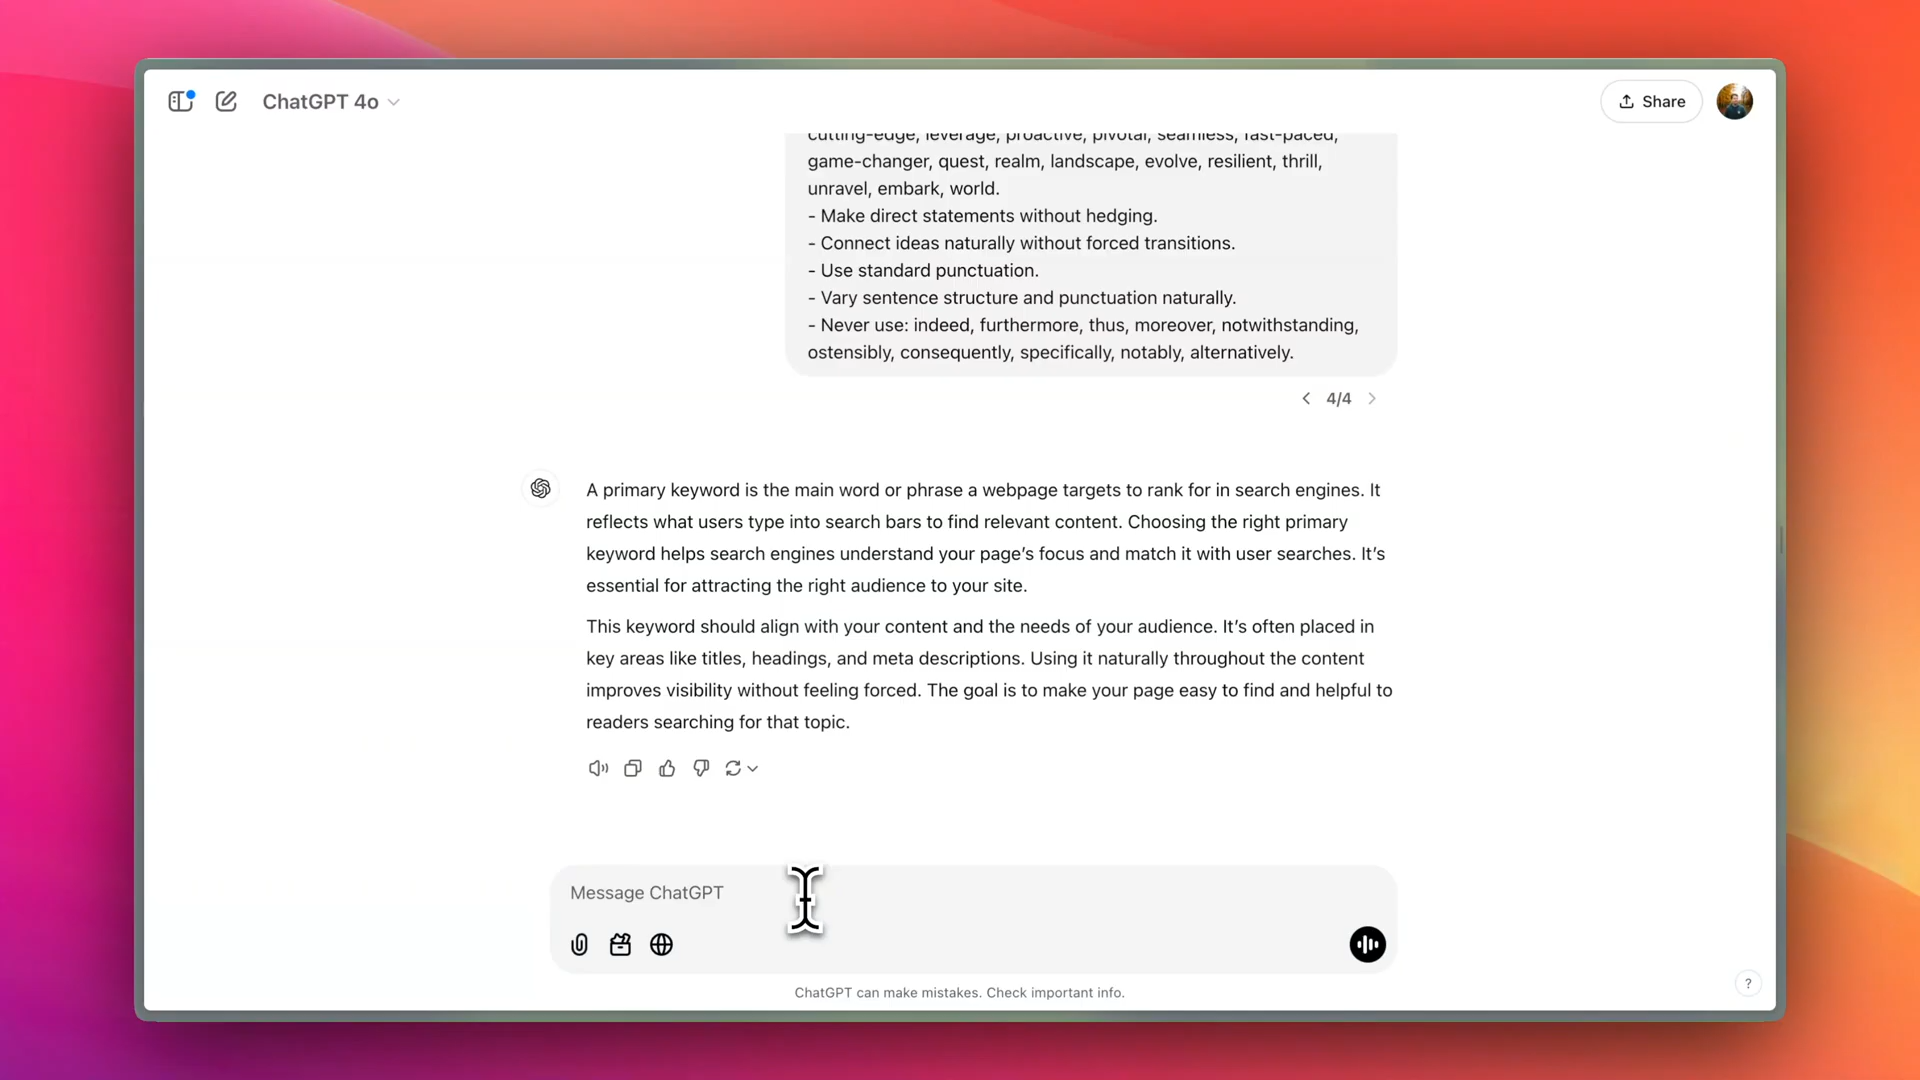 ChatGPT 4o
Share
cutting-edge, leverage, proactive, pivotal, seamless, fast-paced,
game-changer, quest, realm, landscape, evolve, resilient, thrill,
unravel, embark, world.
- Make direct statements without hedging.
- Connect ideas naturally without forced transitions.
- Use standard punctuation.
- Vary sentence structure and punctuation naturally.
- Never use: indeed, furthermore, thus, moreover, notwithstanding,
ostensibly, consequently, specifically, notably, alternatively.
4/4
A primary keyword is the main word or phrase a webpage targets to rank for in search engines. It
reflects what users type into search bars to find relevant content. Choosing the right primary
keyword helps search engines understand your page’s focus and match it with user searches. It’s
essential for attracting the right audience to your site.
This keyword should align with your content and the needs of your audience. It’s often placed in
key areas like titles, headings, and meta descriptions. Using it naturally throughout the content
improves visibility without feeling forced. The goal is to make your page easy to find and helpful to
readers searching for that topic.
Message ChatGPT
ChatGPT can make mistakes. Check important info.
?